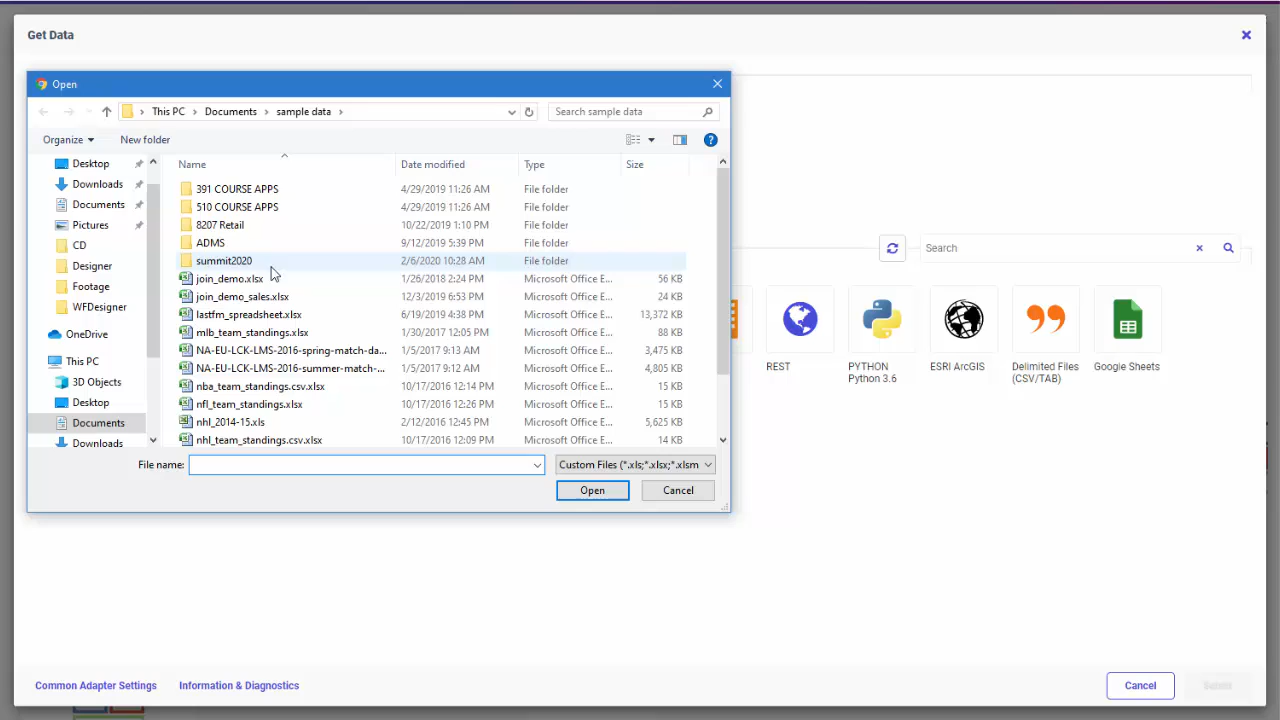 Get Data
Open
This PC
Documents
sample data
Search sample data
Organize
New folder
Name
Date modified
Type
Size
Desktop
Downloads
Documents
Pictures
CD
Designer
Footage
WFDesigner
OneDrive
This PC
3D Objects
Desktop
Documents
Downloads
391 COURSE APPS 4/29/2019 11:26 AM File folder
510 COURSE APPS 4/29/2019 11:26 AM File folder
8207 Retail 10/22/2019 1:10 PM File folder
ADMS 9/12/2019 5:39 PM File folder
summit2020 2/6/2020 10:28 AM File folder
join_demo.xlsx 1/26/2018 2:24 PM Microsoft Office E... 56 KB
join_demo_sales.xlsx 12/3/2019 6:53 PM Microsoft Office E... 24 KB
lastfm_spreadsheet.xlsx 6/19/2019 4:38 PM Microsoft Office E... 13,372 KB
mlb_team_standings.xlsx 1/30/2017 12:05 PM Microsoft Office E... 88 KB
NA-EU-LCK-LMS-2016-spring-match-da... 1/5/2017 9:13 AM Microsoft Office E... 3,475 KB
NA-EU-LCK-LMS-2016-summer-match-... 1/5/2017 9:12 AM Microsoft Office E... 4,805 KB
nba_team_standings.csv.xlsx 10/17/2016 12:14 PM Microsoft Office E... 15 KB
nfl_team_standings.xlsx 10/17/2016 12:26 PM Microsoft Office E... 15 KB
nhl_2014-15.xls 2/12/2016 12:45 PM Microsoft Office E... 5,625 KB
nhl_team_standings.csv.xlsx 10/17/2016 12:09 PM Microsoft Office E... 14 KB
File name:
Custom Files (*.xls;*.xlsx;*.xlsm
Open
Cancel
Search
REST
PYTHON
Python 3.6
ESRI ArcGIS
Delimited Files
(CSV/TAB)
Google Sheets
Common Adapter Settings
Information & Diagnostics
Cancel